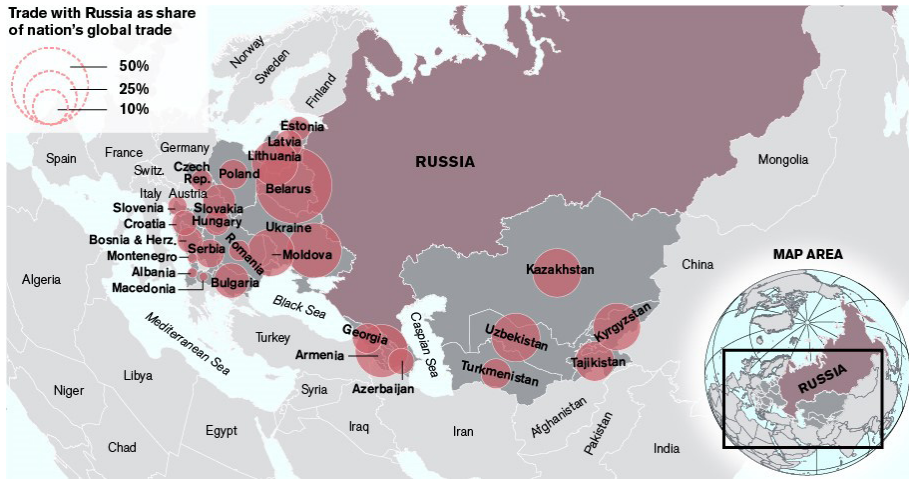 Trade with Russia as share
of nation's global trade
50%
25%
10%
Norway
Sweden
Finland
Estonia
Latvia
Lithuania
Belarus
RUSSIA
Mongolia
Spain
France
Germany
Switz.
Czech
Rep.
Poland
Italy
Austria
Slovenia
Slovakia
Croatia
Hungary
Ukraine
Bosnia & Herz.
Serbia
Romania
Moldova
Montenegro
Albania
Macedonia
Bulgaria
Kazakhstan
China
MAP AREA
Algeria
Black Sea
Caspian Sea
Mediterranean Sea
Turkey
Georgia
Armenia
Azerbaijan
Uzbekistan
Kyrgyzstan
Tajikistan
Turkmenistan
RUSSIA
Libya
Syria
Niger
Chad
Egypt
Iraq
Iran
Afghanistan
Pakistan
India